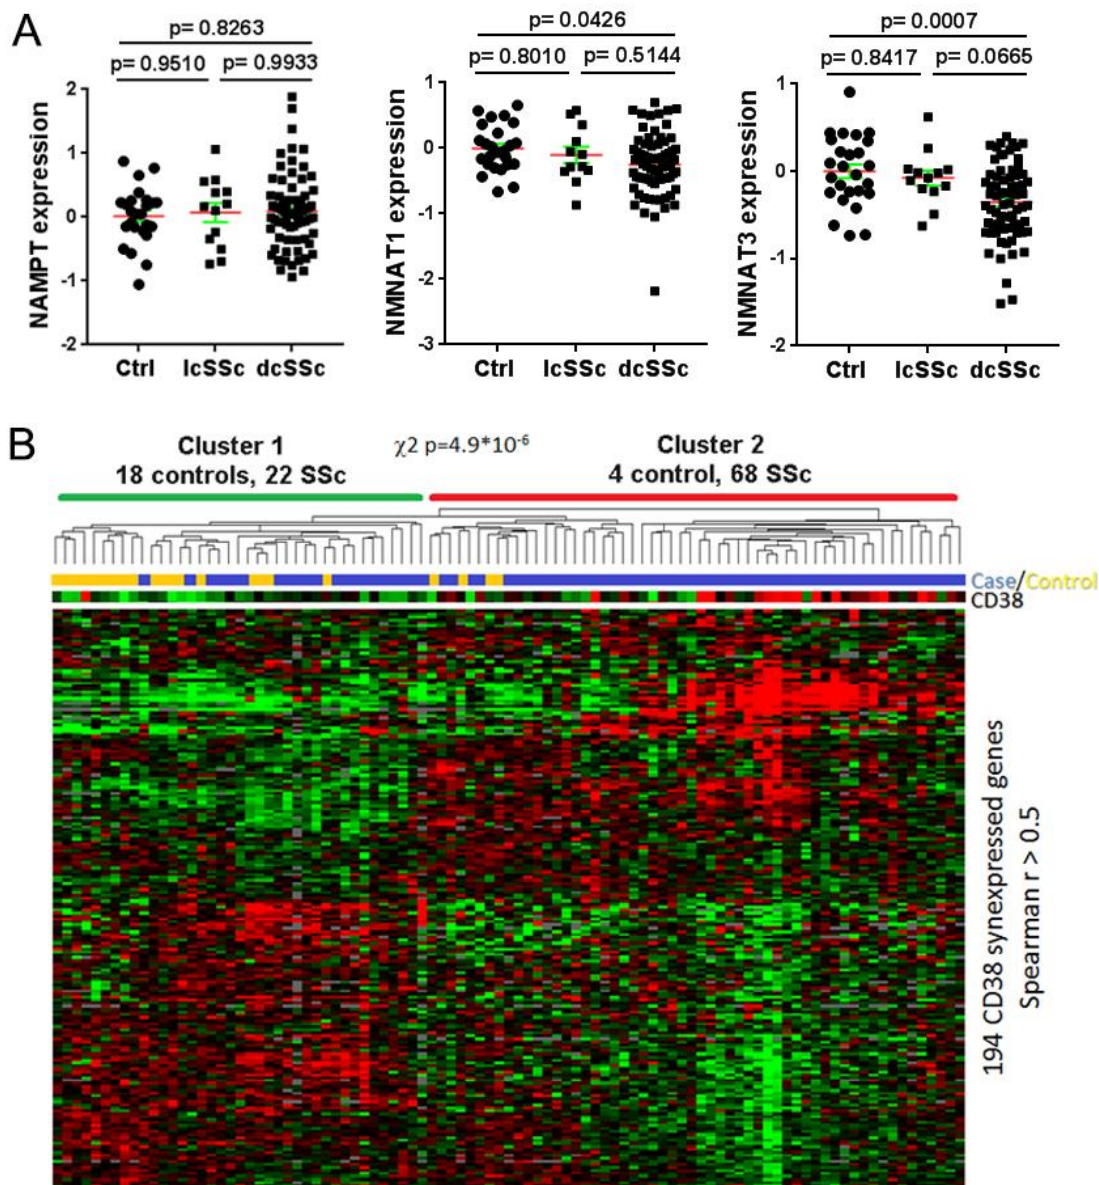 A
p= 0.8263
p= 0.9510 p= 0.9933
NAMPT expression
2
1
0
-1
-2
Ctrl lcSSc dcSSc
p= 0.0426
p= 0.8010 p= 0.5144
NMNAT1 expression
1
0
-1
-2
-3
Ctrl lcSSc dcSSc
p= 0.0007
p= 0.8417 p= 0.0665
NMNAT3 expression
1
0
-1
-2
Ctrl lcSSc dcSSc
B
Cluster 1
18 controls, 22 SSc
χ2 p=4.9*10⁻⁶
Cluster 2
4 control, 68 SSc
Case/Control
CD38
194 CD38 synexpressed genes
Spearman r > 0.5